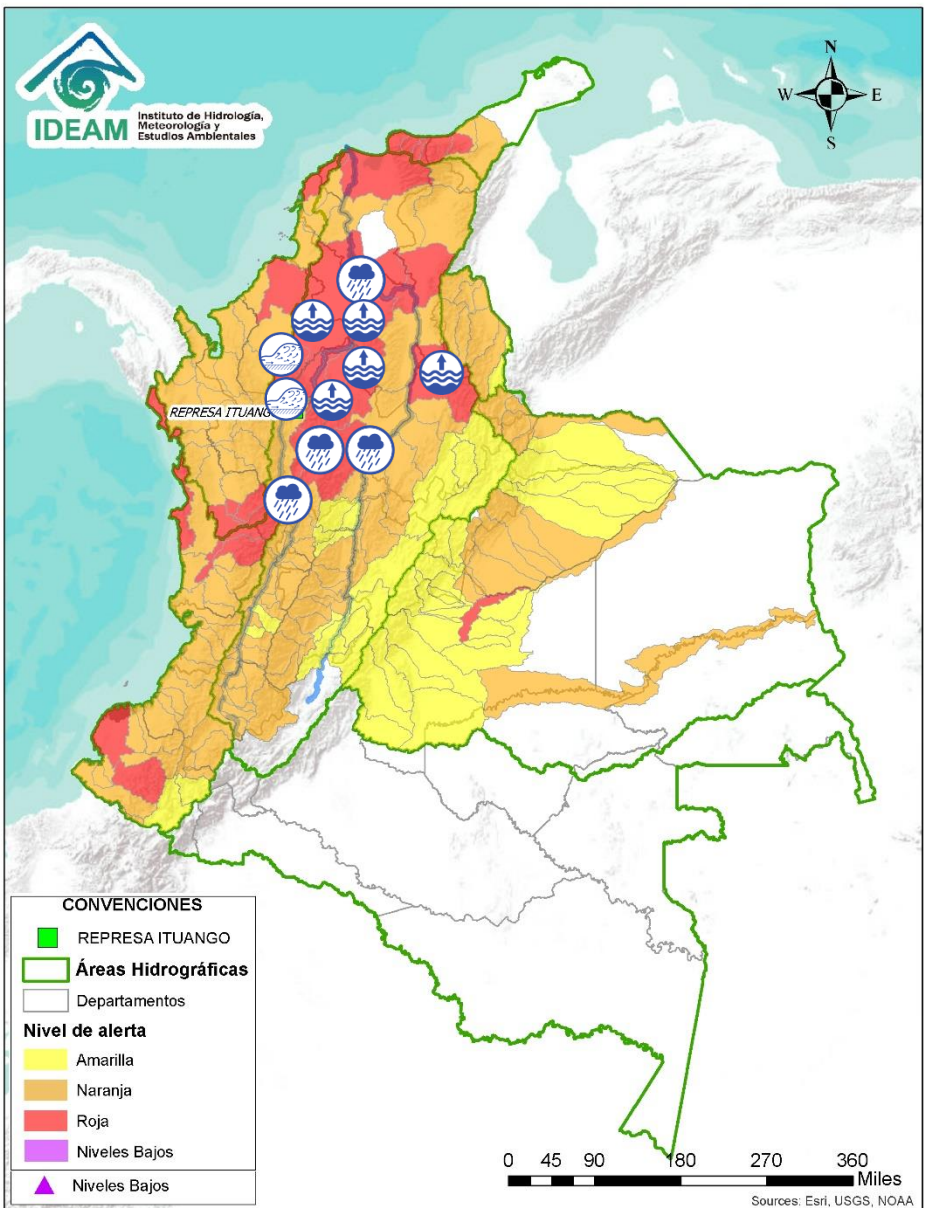 IDEAM
Instituto de Hidrología,
Meteorología y
Estudios Ambientales
N
W
E
S
REPRESA ITUANGO
CONVENCIONES
REPRESA ITUANGO
Áreas Hidrográficas
Departamentos
Nivel de alerta
Amarilla
Naranja
Roja
Niveles Bajos
Niveles Bajos
0 45 90 180 270 360
Miles
Sources: Esri, USGS, NOAA